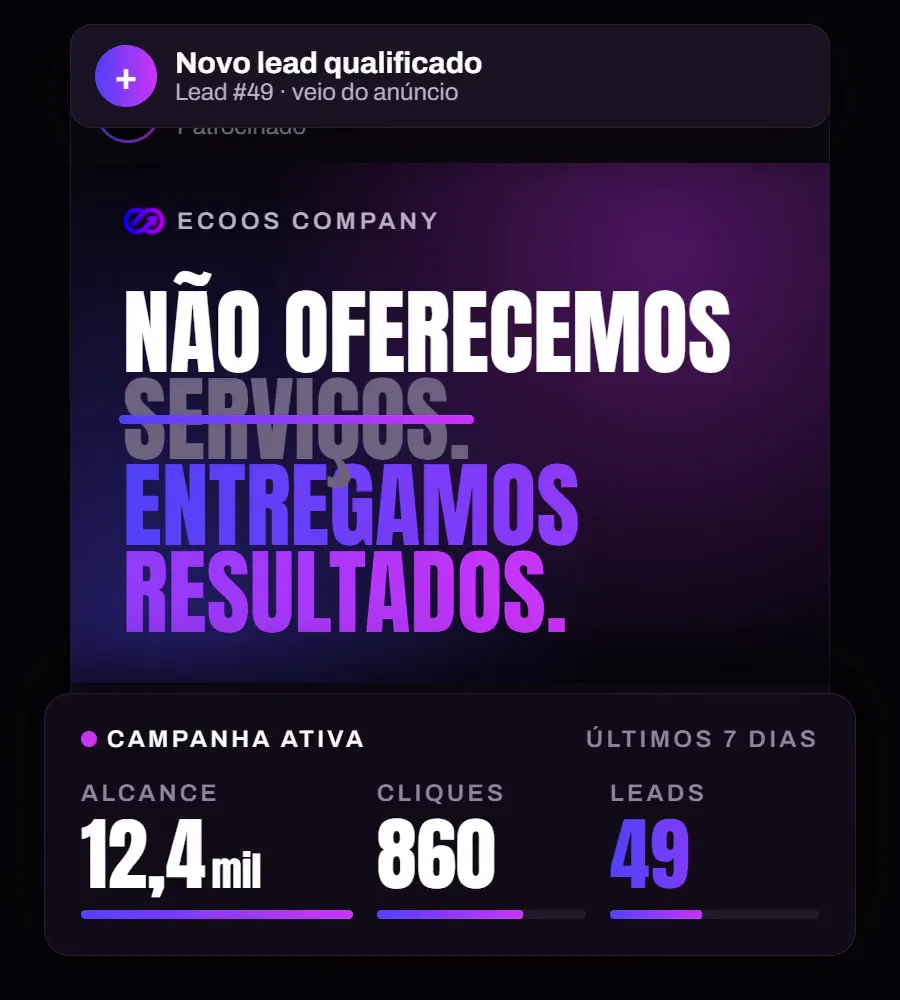 +
Novo lead qualificado
Lead #49 · veio do anúncio
Patrocinado
ECOOS COMPANY
NÃO OFERECEMOS
SERVIÇOS.
ENTREGAMOS
RESULTADOS.
CAMPANHA ATIVA
ÚLTIMOS 7 DIAS
ALCANCE
12,4 mil
CLIQUES
860
LEADS
49